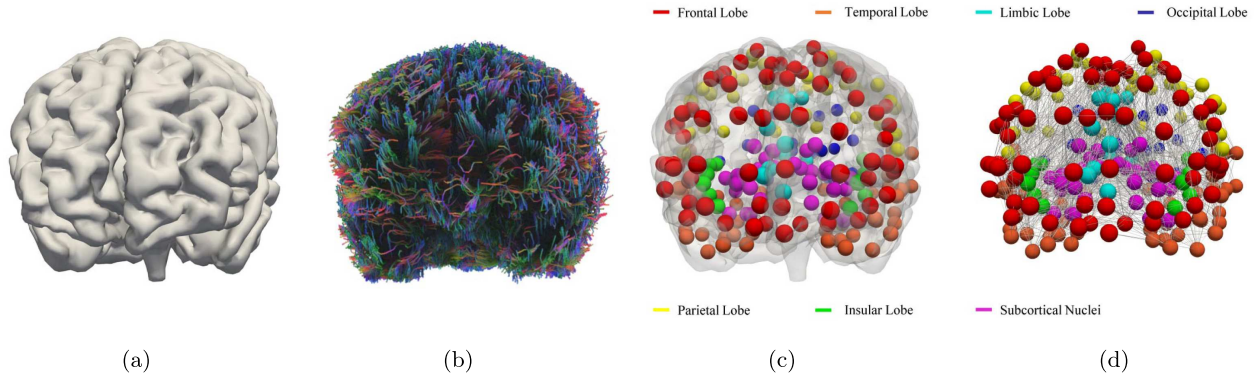 Frontal Lobe Temporal Lobe Limbic Lobe Occipital Lobe
Parietal Lobe Insular Lobe Subcortical Nuclei
(a) (b) (c) (d)